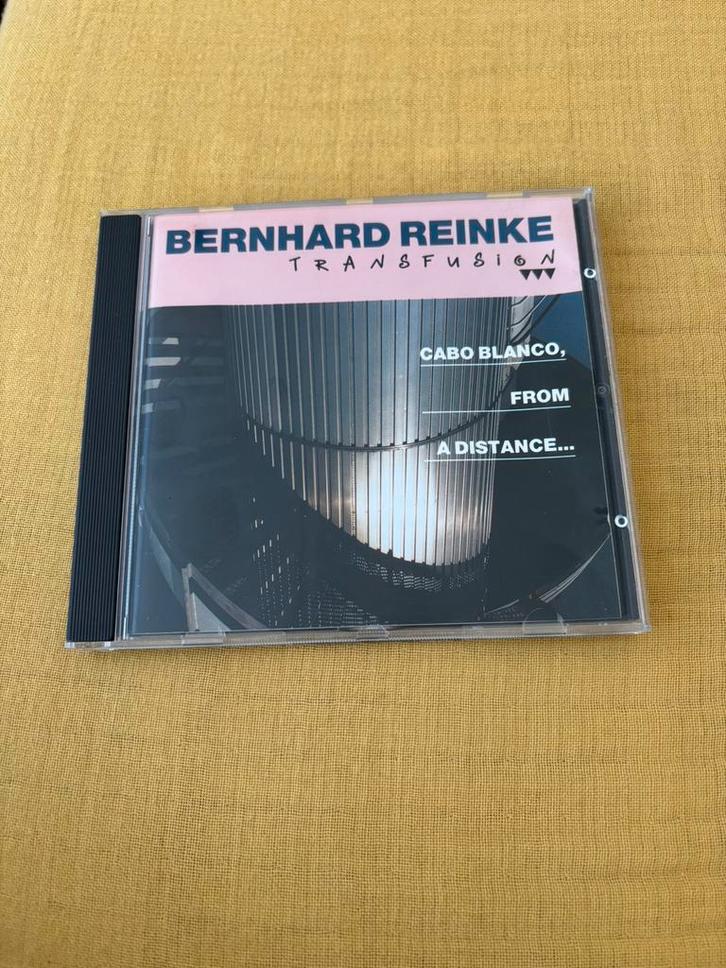 BERNHARD REINKE
TRANSFUSION
CABO BLANCO,
FROM
A DISTANCE...